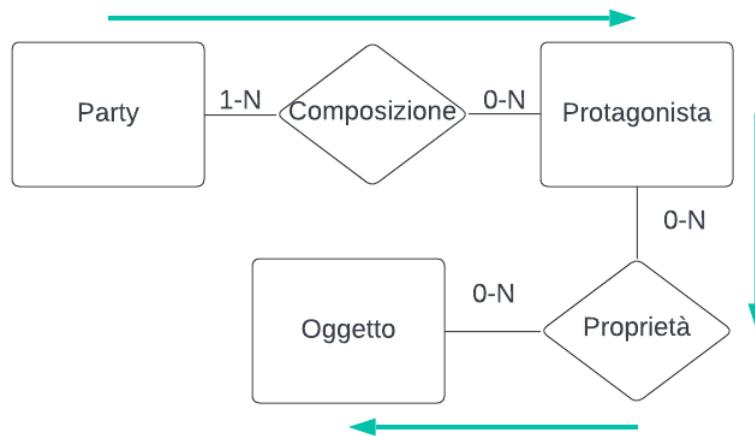 Party
1-N
Composizione
0-N
Protagonista
0-N
Oggetto
0-N
Proprietà